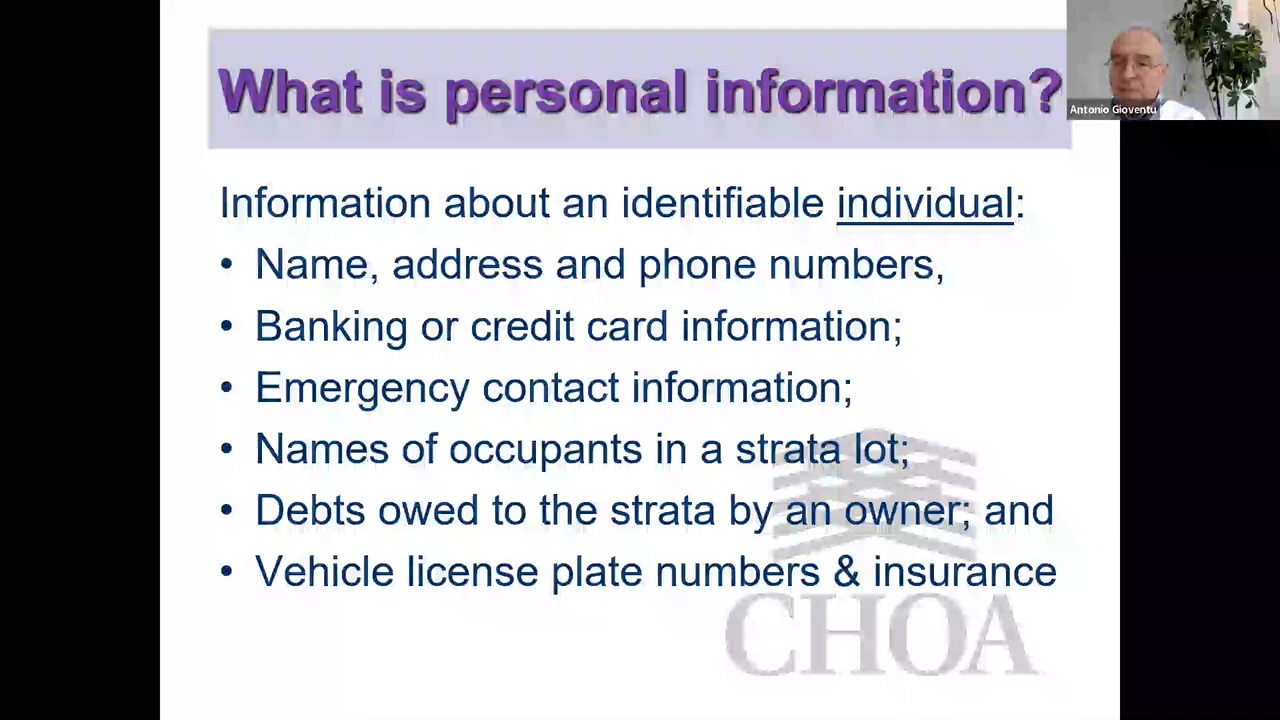 What is personal information?
Antonio Gioventu
Information about an identifiable individual:
• Name, address and phone numbers,
• Banking or credit card information;
• Emergency contact information;
• Names of occupants in a strata lot;
• Debts owed to the strata by an owner; and
• Vehicle license plate numbers & insurance
CHOA